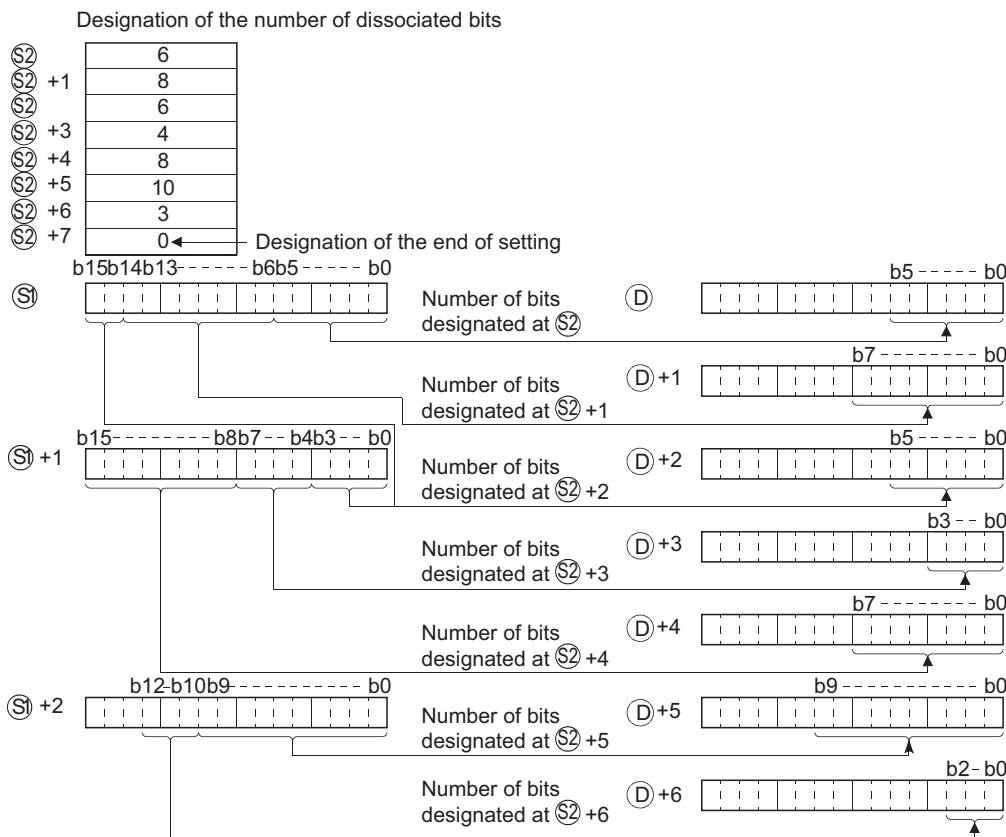 Designation of the number of dissociated bits
S2 6
S2 +1 8
S2 6
S2 +3 4
S2 +4 8
S2 +5 10
S2 +6 3
S2 +7 0 Designation of the end of setting
b15b14b13 b6b5 b0 b5 b0
S1 Number of bits D
designated at S2
b7 b0
Number of bits D +1
designated at S2 +1
b15 b8b7 b4b3 b0 b5 b0
S1 +1 Number of bits D +2
designated at S2 +2
b3 b0
Number of bits D +3
designated at S2 +3
b7 b0
Number of bits D +4
designated at S2 +4
b12-b10b9 b0 b9 b0
S1 +2 Number of bits D +5
designated at S2 +5
b2-b0
Number of bits D +6
designated at S2 +6